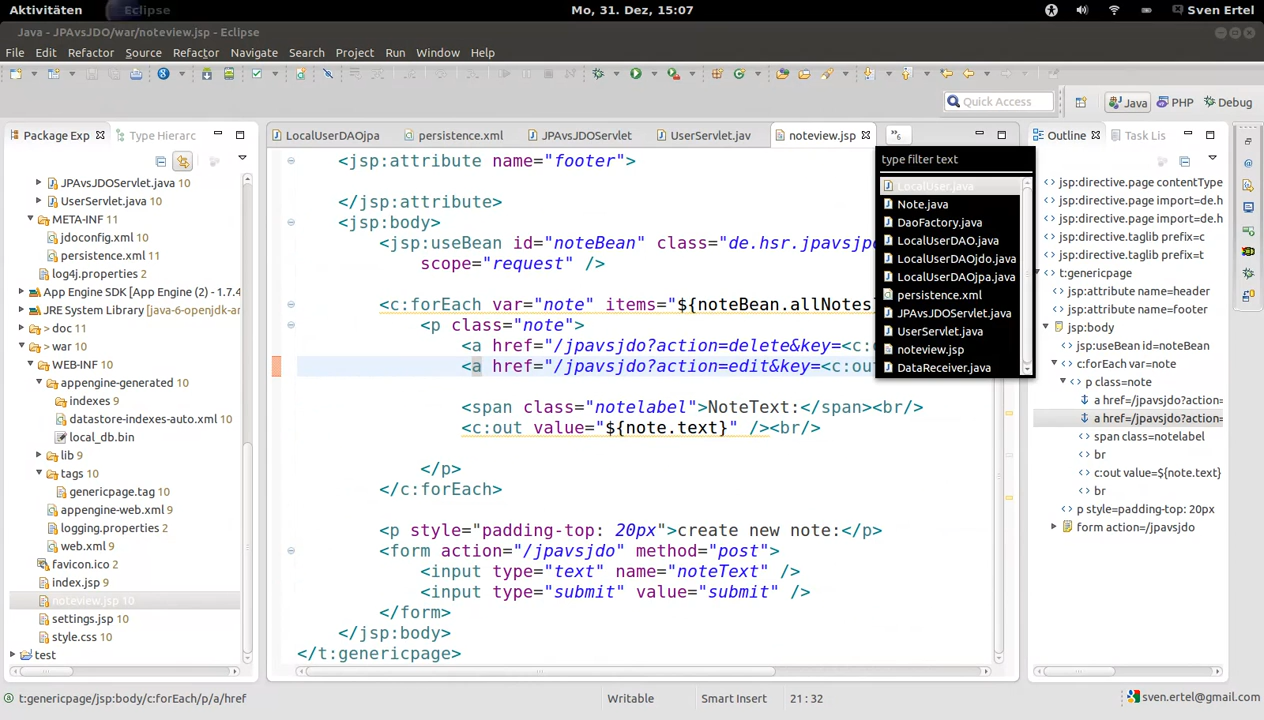 Aktivitäten Eclipse Mo, 31. Dez, 15:07 Sven Ertel
Java - JPAvsJDO/war/noteview.jsp - Eclipse
File Edit Refactor Source Refactor Navigate Search Project Run Window Help
Quick Access Java PHP Debug
Package Exp Type Hierarc
JPAvsJDOServlet.java 10
UserServlet.java 10
META-INF 11
jdoconfig.xml 10
persistence.xml 11
log4j.properties 2
App Engine SDK [App Engine (2) - 1.7.4
JRE System Library [java-6-openjdk-ar
doc 11
war 10
WEB-INF 10
appengine-generated 10
indexes 9
datastore-indexes-auto.xml 10
local_db.bin
lib 9
tags 10
genericpage.tag 10
appengine-web.xml 9
logging.properties 2
web.xml 9
favicon.ico 2
index.jsp 9
noteview.jsp 10
settings.jsp 10
style.css 10
test
LocalUserDAOjpa persistence.xml JPAvsJDOServlet UserServlet.jav noteview.jsp »6
<jsp:attribute name="footer">
</jsp:attribute>
<jsp:body>
<jsp:useBean id="noteBean" class="de.hsr.jpavsjd
scope="request" />
<c:forEach var="note" items="${noteBean.allNotes
<p class="note">
<a href="/jpavsjdo?action=delete&key=<c:
<a href="/jpavsjdo?action=edit&key=<c:out
<span class="notelabel">NoteText:</span><br/>
<c:out value="${note.text}" /><br/>
</p>
</c:forEach>
<p style="padding-top: 20px">create new note:</p>
<form action="/jpavsjdo" method="post">
<input type="text" name="noteText" />
<input type="submit" value="submit" />
</form>
</jsp:body>
</t:genericpage>
type filter text
LocalUser.java
Note.java
DaoFactory.java
LocalUserDAO.java
LocalUserDAOjdo.java
LocalUserDAOjpa.java
persistence.xml
JPAvsJDOServlet.java
UserServlet.java
noteview.jsp
DataReceiver.java
Outline Task Lis
jsp:directive.page contentType
jsp:directive.page import=de.h
jsp:directive.page import=de.h
jsp:directive.taglib prefix=c
jsp:directive.taglib prefix=t
t:genericpage
jsp:attribute name=header
jsp:attribute name=footer
jsp:body
jsp:useBean id=noteBean
c:forEach var=note
p class=note
a href=/jpavsjdo?action=
a href=/jpavsjdo?action=
span class=notelabel
br
c:out value=${note.text}
br
p style=padding-top: 20px
form action=/jpavsjdo
t:genericpage/jsp:body/c:forEach/p/a/href Writable Smart Insert 21 : 32 sven.ertel@gmail.com